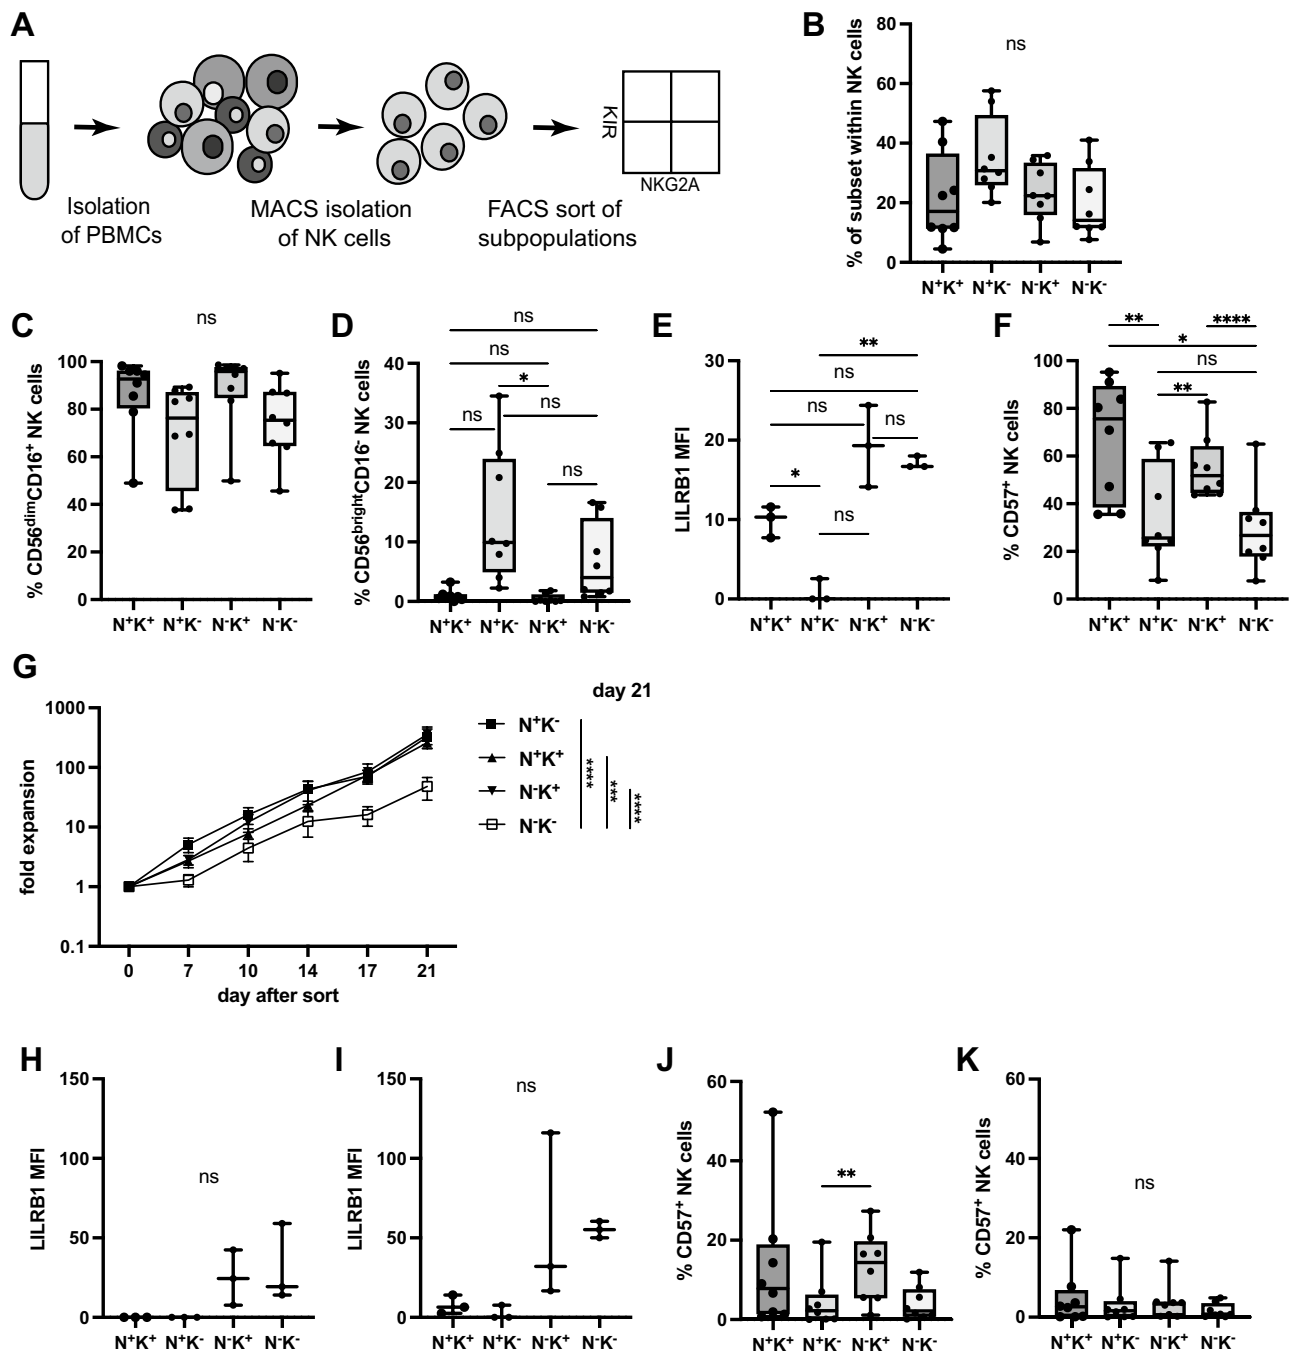 A
Isolation
of PBMCs
MACS isolation
of NK cells
FACS sort of
subpopulations
KIR
NKG2A
B
% of subset within NK cells
80
60
40
20
0
ns
N⁺K⁺ N⁺K⁻ N⁻K⁺ N⁻K⁻
C
% CD56ᵈⁱᵐCD16⁺ NK cells
ns
100
80
60
40
20
0
N⁺K⁺ N⁺K⁻ N⁻K⁺ N⁻K⁻
D
% CD56ᵇʳⁱᵍʰᵗCD16⁻ NK cells
ns
ns
*
ns
ns
ns
40
30
20
10
0
N⁺K⁺ N⁺K⁻ N⁻K⁺ N⁻K⁻
E
LILRB1 MFI
**
ns
ns
ns
*
ns
30
20
10
0
N⁺K⁺ N⁺K⁻ N⁻K⁺ N⁻K⁻
F
% CD57⁺ NK cells
** ****
*
ns
**
100
80
60
40
20
0
N⁺K⁺ N⁺K⁻ N⁻K⁺ N⁻K⁻
G
fold expansion
1000
100
10
1
0.1
0 7 10 14 17 21
day after sort
day 21
N⁺K⁻
N⁺K⁺
N⁻K⁺
N⁻K⁻
****
***
****
H
LILRB1 MFI
150
100
50
0
ns
N⁺K⁺ N⁺K⁻ N⁻K⁺ N⁻K⁻
I
LILRB1 MFI
150
100
50
0
ns
N⁺K⁺ N⁺K⁻ N⁻K⁺ N⁻K⁻
J
% CD57⁺ NK cells
60
40
20
0
**
N⁺K⁺ N⁺K⁻ N⁻K⁺ N⁻K⁻
K
% CD57⁺ NK cells
60
40
20
0
ns
N⁺K⁺ N⁺K⁻ N⁻K⁺ N⁻K⁻